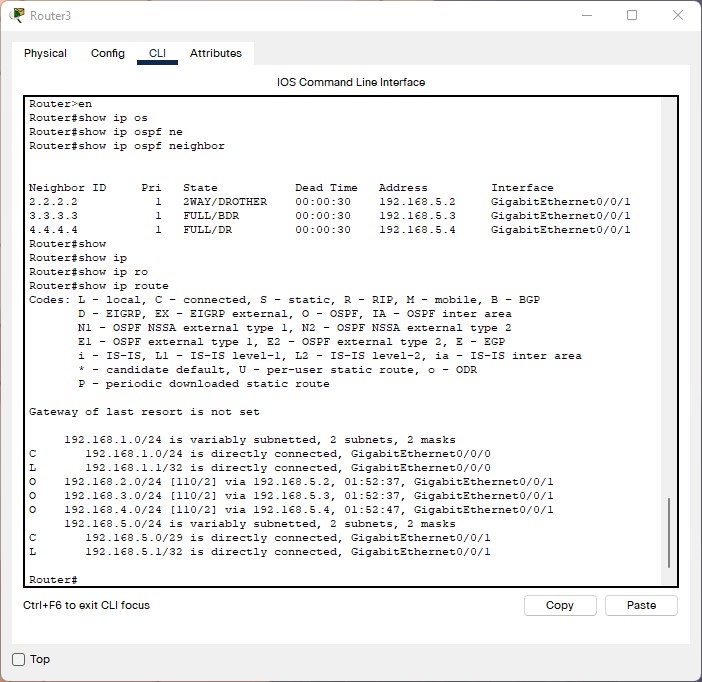 Router3
Physical Config CLI Attributes
IOS Command Line Interface
Router>en
Router#show ip os
Router#show ip ospf ne
Router#show ip ospf neighbor
Neighbor ID     Pri   State           Dead Time   Address         Interface
2.2.2.2           1   2WAY/DROTHER    00:00:30    192.168.5.2     GigabitEthernet0/0/1
3.3.3.3           1   FULL/BDR        00:00:30    192.168.5.3     GigabitEthernet0/0/1
4.4.4.4           1   FULL/DR         00:00:30    192.168.5.4     GigabitEthernet0/0/1
Router#show
Router#show ip
Router#show ip ro
Router#show ip route
Codes: L - local, C - connected, S - static, R - RIP, M - mobile, B - BGP
       D - EIGRP, EX - EIGRP external, O - OSPF, IA - OSPF inter area
       N1 - OSPF NSSA external type 1, N2 - OSPF NSSA external type 2
       E1 - OSPF external type 1, E2 - OSPF external type 2, E - EGP
       i - IS-IS, L1 - IS-IS level-1, L2 - IS-IS level-2, ia - IS-IS inter area
       * - candidate default, U - per-user static route, o - ODR
       P - periodic downloaded static route
Gateway of last resort is not set
     192.168.1.0/24 is variably subnetted, 2 subnets, 2 masks
C       192.168.1.0/24 is directly connected, GigabitEthernet0/0/0
L       192.168.1.1/32 is directly connected, GigabitEthernet0/0/0
O    192.168.2.0/24 [110/2] via 192.168.5.2, 01:52:37, GigabitEthernet0/0/1
O    192.168.3.0/24 [110/2] via 192.168.5.3, 01:52:37, GigabitEthernet0/0/1
O    192.168.4.0/24 [110/2] via 192.168.5.4, 01:52:47, GigabitEthernet0/0/1
     192.168.5.0/24 is variably subnetted, 2 subnets, 2 masks
C       192.168.5.0/29 is directly connected, GigabitEthernet0/0/1
L       192.168.5.1/32 is directly connected, GigabitEthernet0/0/1
Router#
Ctrl+F6 to exit CLI focus
Copy Paste
Top